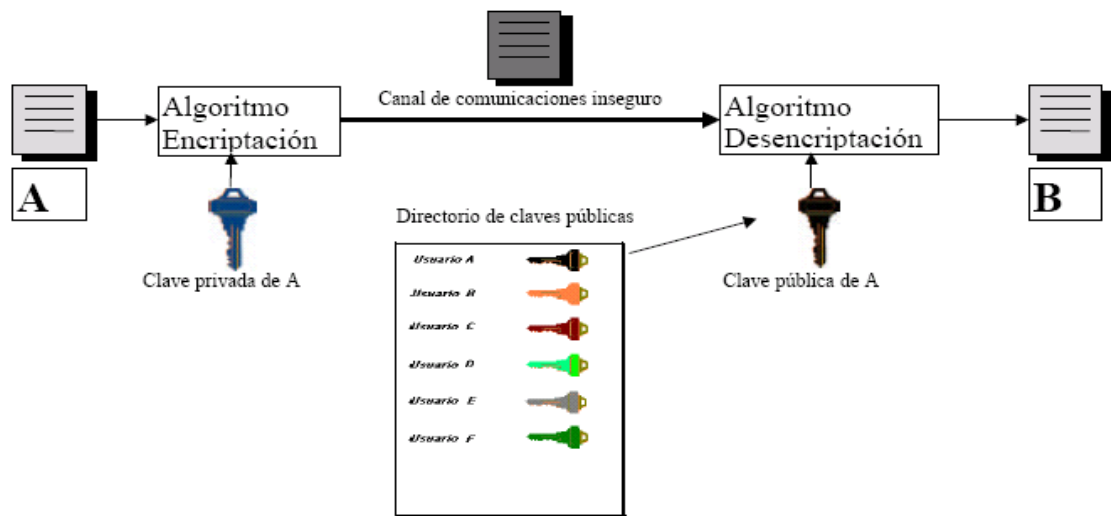 Canal de comunicaciones inseguro
Algoritmo
Encriptación
Algoritmo
Desencriptación
A
B
Clave privada de A
Directorio de claves públicas
Clave pública de A
Usuario A
Usuario B
Usuario C
Usuario D
Usuario E
Usuario F